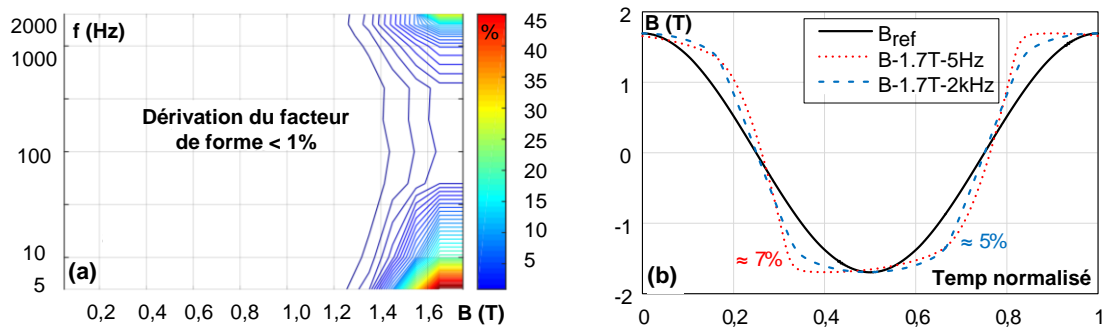 2000
1000
100
10
5
f (Hz)
Dérivation du facteur
de forme < 1%
(a)
0,2 0,4 0,6 0,8 1,0 1,2 1,4 1,6 B (T)
%
45
40
35
30
25
20
15
10
5
B (T)
2
1
0
-1
-2
Bref
B-1.7T-5Hz
B-1.7T-2kHz
≈ 7%
≈ 5%
(b)
Temp normalisé
0 0,2 0,4 0,6 0,8 1